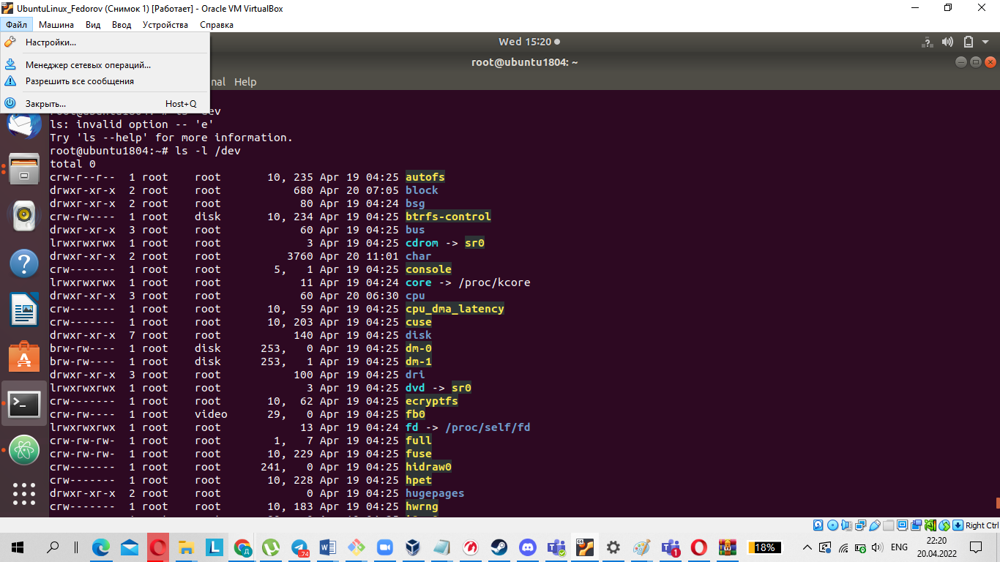 UbuntuLinux_Fedorov (Снимок 1) [Работает] - Oracle VM VirtualBox
Файл Машина Вид Ввод Устройства Справка
Настройки...
Менеджер сетевых операций...
Разрешить все сообщения
Закрыть... Host+Q
Wed 15:20
root@ubuntu1804: ~
nal Help
ls: invalid option -- 'e'
Try 'ls --help' for more information.
root@ubuntu1804:~# ls -l /dev
total 0
crw-r--r-- 1 root root 10, 235 Apr 19 04:25 autofs
drwxr-xr-x 2 root root 680 Apr 20 07:05 block
drwxr-xr-x 2 root root 80 Apr 19 04:24 bsg
crw-rw---- 1 root disk 10, 234 Apr 19 04:25 btrfs-control
drwxr-xr-x 3 root root 60 Apr 19 04:25 bus
lrwxrwxrwx 1 root root 3 Apr 19 04:25 cdrom -> sr0
drwxr-xr-x 2 root root 3760 Apr 20 11:01 char
crw------- 1 root root 5, 1 Apr 19 04:25 console
lrwxrwxrwx 1 root root 11 Apr 19 04:24 core -> /proc/kcore
drwxr-xr-x 3 root root 60 Apr 20 06:30 cpu
crw------- 1 root root 10, 59 Apr 19 04:25 cpu_dma_latency
crw------- 1 root root 10, 203 Apr 19 04:25 cuse
drwxr-xr-x 7 root root 140 Apr 19 04:25 disk
brw-rw---- 1 root disk 253, 0 Apr 19 04:25 dm-0
brw-rw---- 1 root disk 253, 1 Apr 19 04:25 dm-1
drwxr-xr-x 3 root root 100 Apr 19 04:25 dri
lrwxrwxrwx 1 root root 3 Apr 19 04:25 dvd -> sr0
crw------- 1 root root 10, 62 Apr 19 04:25 ecryptfs
crw-rw---- 1 root video 29, 0 Apr 19 04:25 fb0
lrwxrwxrwx 1 root root 13 Apr 19 04:24 fd -> /proc/self/fd
crw-rw-rw- 1 root root 1, 7 Apr 19 04:25 full
crw-rw-rw- 1 root root 10, 229 Apr 19 04:25 fuse
crw------- 1 root root 241, 0 Apr 19 04:25 hidraw0
crw------- 1 root root 10, 228 Apr 19 04:25 hpet
drwxr-xr-x 2 root root 0 Apr 19 04:25 hugepages
crw------- 1 root root 10, 183 Apr 19 04:25 hwrng
Right Ctrl
74
1
18%
ENG
22:20
20.04.2022